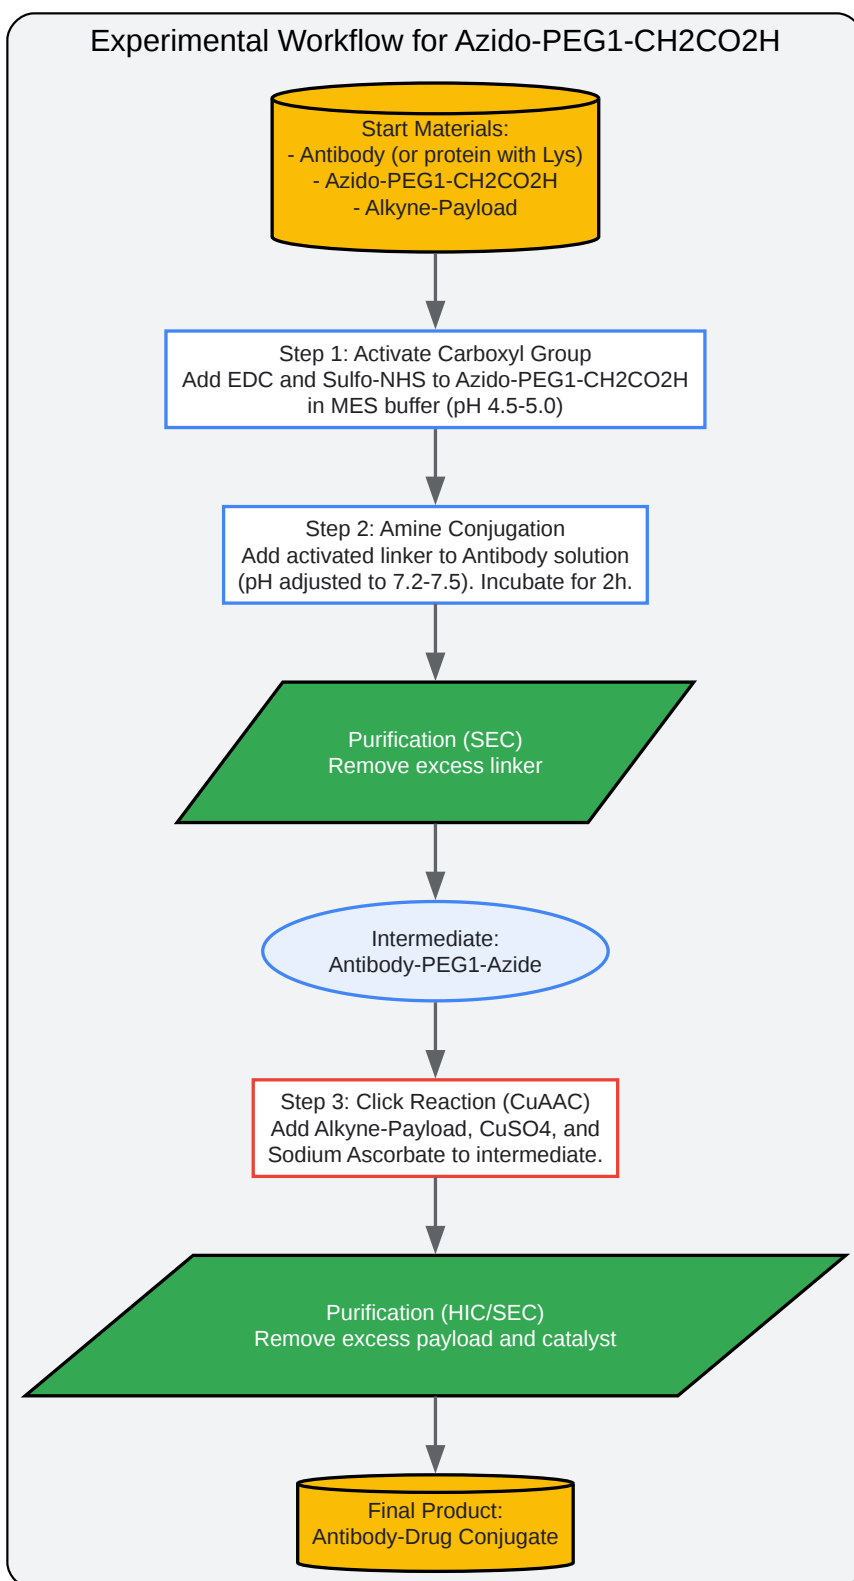 Experimental Workflow for Azido-PEG1-CH2CO2H
Start Materials:
- Antibody (or protein with Lys)
- Azido-PEG1-CH2CO2H
- Alkyne-Payload
Step 1: Activate Carboxyl Group
Add EDC and Sulfo-NHS to Azido-PEG1-CH2CO2H
in MES buffer (pH 4.5-5.0)
Step 2: Amine Conjugation
Add activated linker to Antibody solution
(pH adjusted to 7.2-7.5). Incubate for 2h.
Purification (SEC)
Remove excess linker
Intermediate:
Antibody-PEG1-Azide
Step 3: Click Reaction (CuAAC)
Add Alkyne-Payload, CuSO4, and
Sodium Ascorbate to intermediate.
Purification (HIC/SEC)
Remove excess payload and catalyst
Final Product:
Antibody-Drug Conjugate